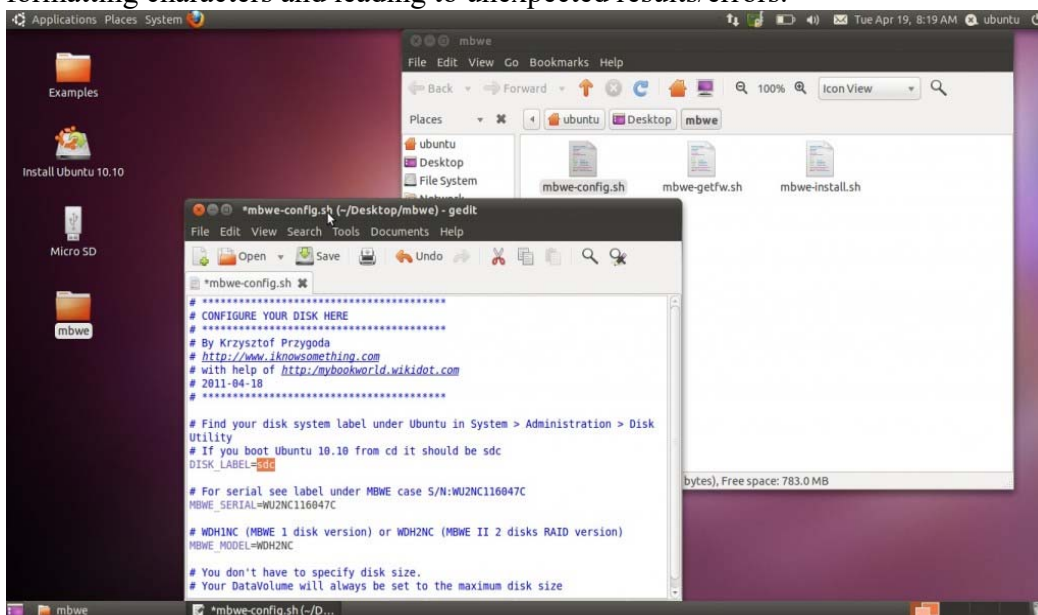 formatting characters and leading to unexpected results/errors.
Applications Places System
Tue Apr 19, 8:19 AM ubuntu
Examples
Install Ubuntu 10.10
Micro SD
mbwe
mbwe
File Edit View Go Bookmarks Help
Back Forward 100% Icon View
Places ubuntu Desktop mbwe
ubuntu
Desktop
File System
Network
mbwe-config.sh mbwe-getfw.sh mbwe-install.sh
bytes), Free space: 783.0 MB
*mbwe-config.sh (~/Desktop/mbwe) - gedit
File Edit View Search Tools Documents Help
Open Save Undo
*mbwe-config.sh
# ****************************************
# CONFIGURE YOUR DISK HERE
# ****************************************
# By Krzysztof Przygoda
# http://www.iknowsomething.com
# with help of http:/mybookworld.wikidot.com
# 2011-04-18
# ****************************************
# Find your disk system label under Ubuntu in System > Administration > Disk
Utility
# If you boot Ubuntu 10.10 from cd it should be sdc
DISK_LABEL=sdc
# For serial see label under MBWE case S/N:WU2NC116047C
MBWE_SERIAL=WU2NC116047C
# WDH1NC (MBWE 1 disk version) or WDH2NC (MBWE II 2 disks RAID version)
MBWE_MODEL=WDH2NC
# You don't have to specify disk size.
# Your DataVolume will always be set to the maximum disk size
mbwe *mbwe-config.sh (~/D...